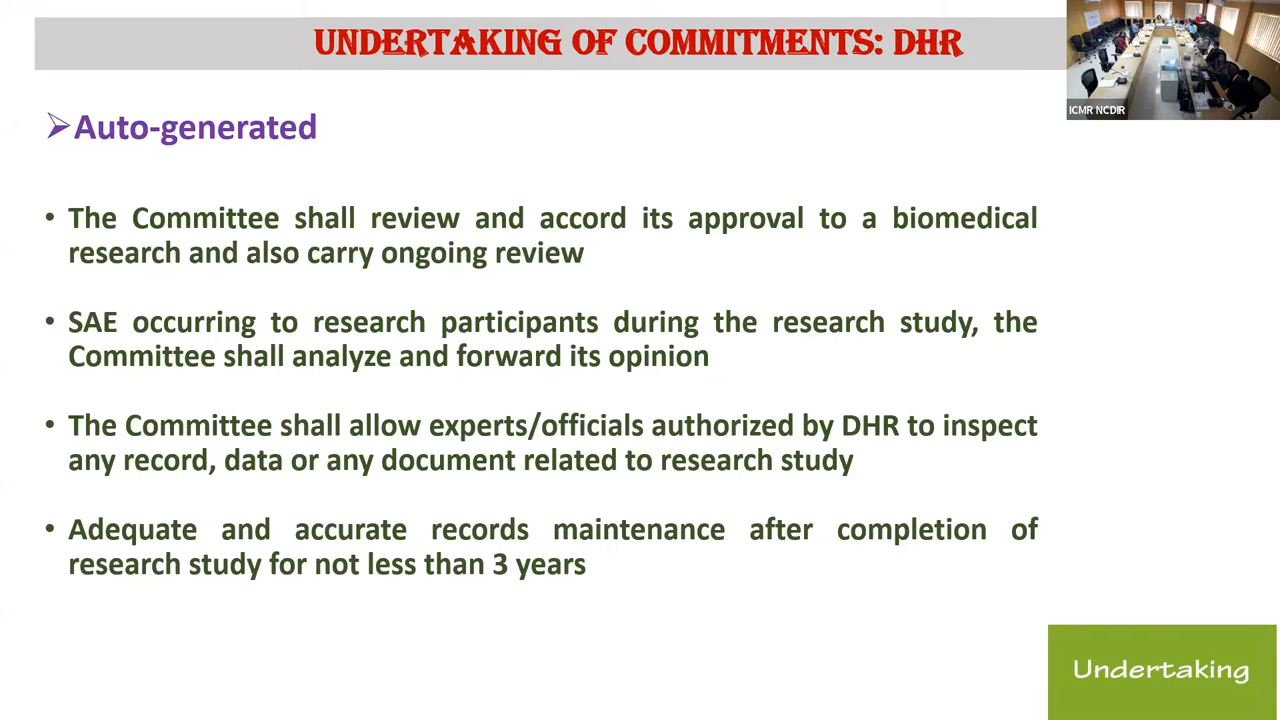 UNDERTAKING OF COMMITMENTS: DHR
ICMR NCDIR
➢Auto-generated
• The Committee shall review and accord its approval to a biomedical
research and also carry ongoing review
• SAE occurring to research participants during the research study, the
Committee shall analyze and forward its opinion
• The Committee shall allow experts/officials authorized by DHR to inspect
any record, data or any document related to research study
• Adequate and accurate records maintenance after completion of
research study for not less than 3 years
Undertaking